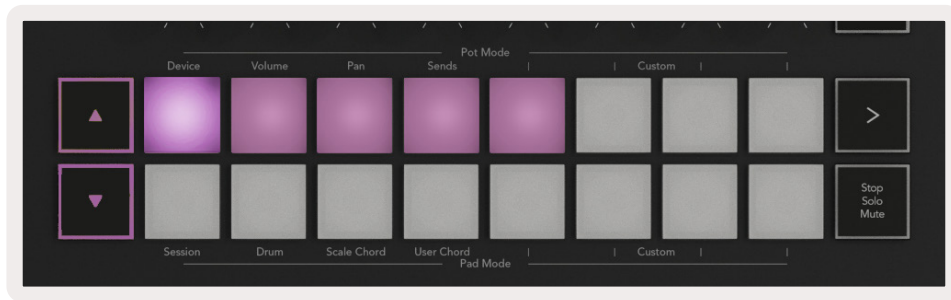 Pot Mode
Device Volume Pan Sends Custom
▲ >
▼ Stop
Solo
Mute
Session Drum Scale Chord User Chord Custom
Pad Mode